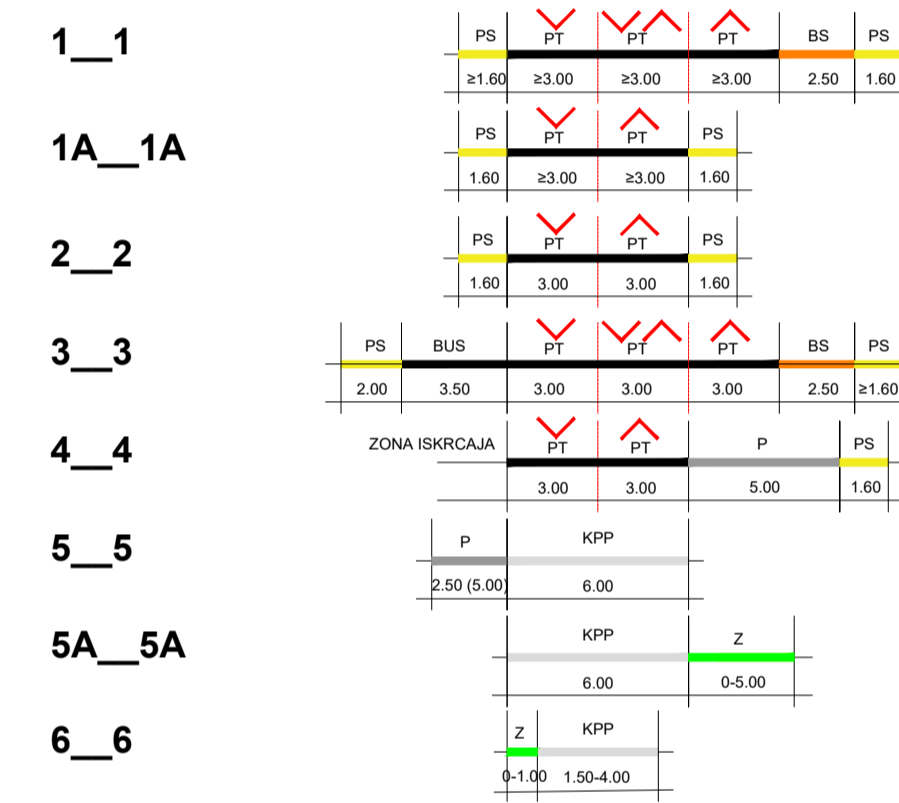 1__1
PS PT PT PT BS PS
≥1.60 ≥3.00 ≥3.00 ≥3.00 2.50 1.60
1A__1A
PS PT PT PS
1.60 ≥3.00 ≥3.00 1.60
2__2
PS PT PT PS
1.60 3.00 3.00 1.60
3__3
PS BUS PT PT PT BS PS
2.00 3.50 3.00 3.00 3.00 2.50 ≥1.60
4__4
ZONA ISKRCAJA PT PT P PS
3.00 3.00 5.00 1.60
5__5
P KPP
2.50 (5.00) 6.00
5A__5A
KPP Z
6.00 0-5.00
6__6
Z KPP
0-1.00 1.50-4.00